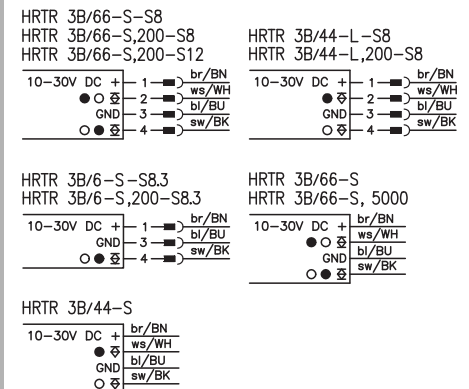 HRTR 3B/66-S-S8
HRTR 3B/66-S,200-S8
HRTR 3B/66-S,200-S12
10-30V DC + 1 br/BN
2 ws/WH
GND 3 bl/BU
4 sw/BK
HRTR 3B/44-L-S8
HRTR 3B/44-L,200-S8
10-30V DC + 1 br/BN
2 ws/WH
GND 3 bl/BU
4 sw/BK
HRTR 3B/6-S-S8.3
HRTR 3B/6-S,200-S8.3
10-30V DC + 1 br/BN
GND 3 bl/BU
4 sw/BK
HRTR 3B/66-S
HRTR 3B/66-S, 5000
10-30V DC + br/BN
ws/WH
GND bl/BU
sw/BK
HRTR 3B/44-S
10-30V DC + br/BN
ws/WH
GND bl/BU
sw/BK